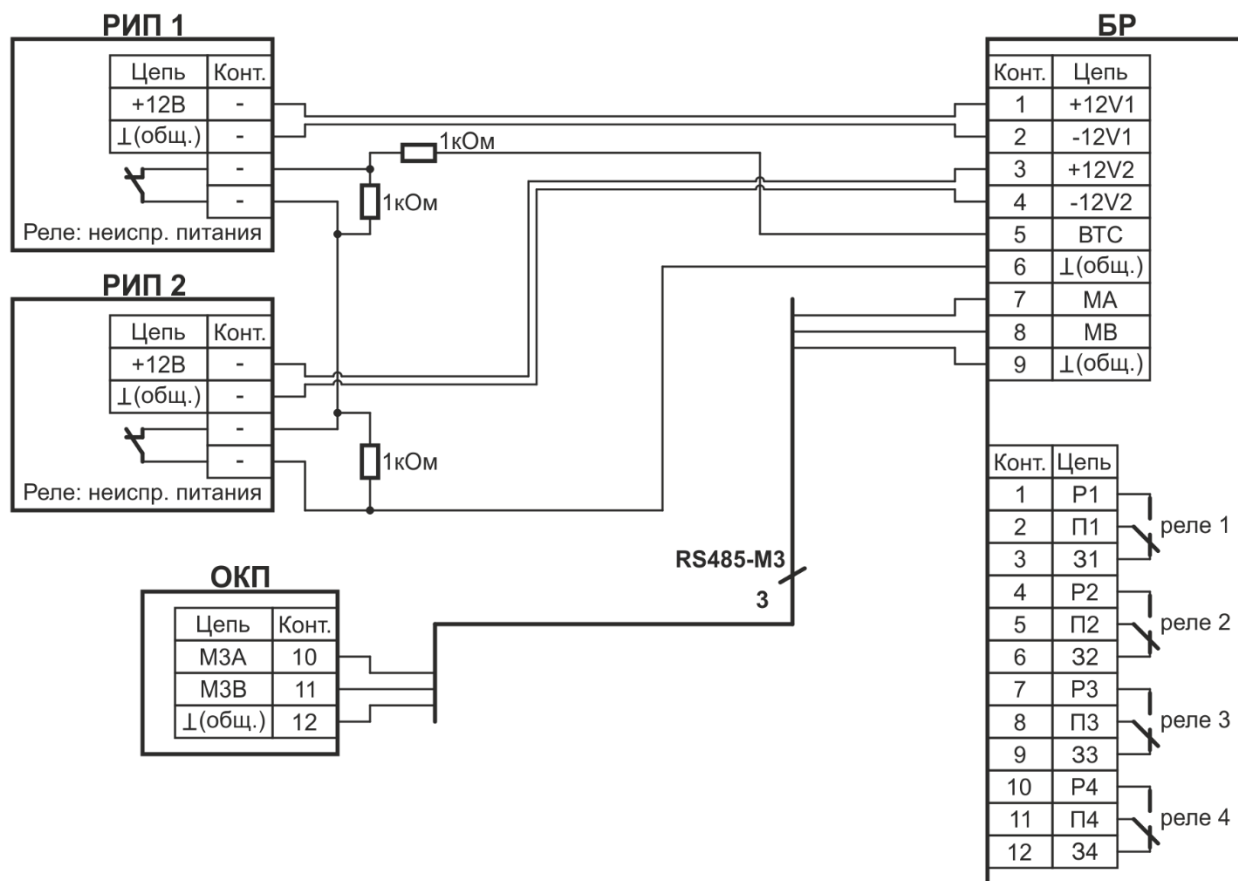 РИП 1
Цепь Конт.
+12В -
⊥(общ.) -
-
-
Реле: неиспр. питания
1кОм
1кОм
РИП 2
Цепь Конт.
+12В -
⊥(общ.) -
-
-
Реле: неиспр. питания
1кОм
ОКП
Цепь Конт.
М3А 10
М3В 11
⊥(общ.) 12
RS485-М3
3
БР
Конт. Цепь
1 +12V1
2 -12V1
3 +12V2
4 -12V2
5 ВТС
6 ⊥(общ.)
7 МА
8 МВ
9 ⊥(общ.)
Конт. Цепь
1 Р1
2 П1 реле 1
3 З1
4 Р2
5 П2 реле 2
6 З2
7 Р3
8 П3 реле 3
9 З3
10 Р4
11 П4 реле 4
12 З4